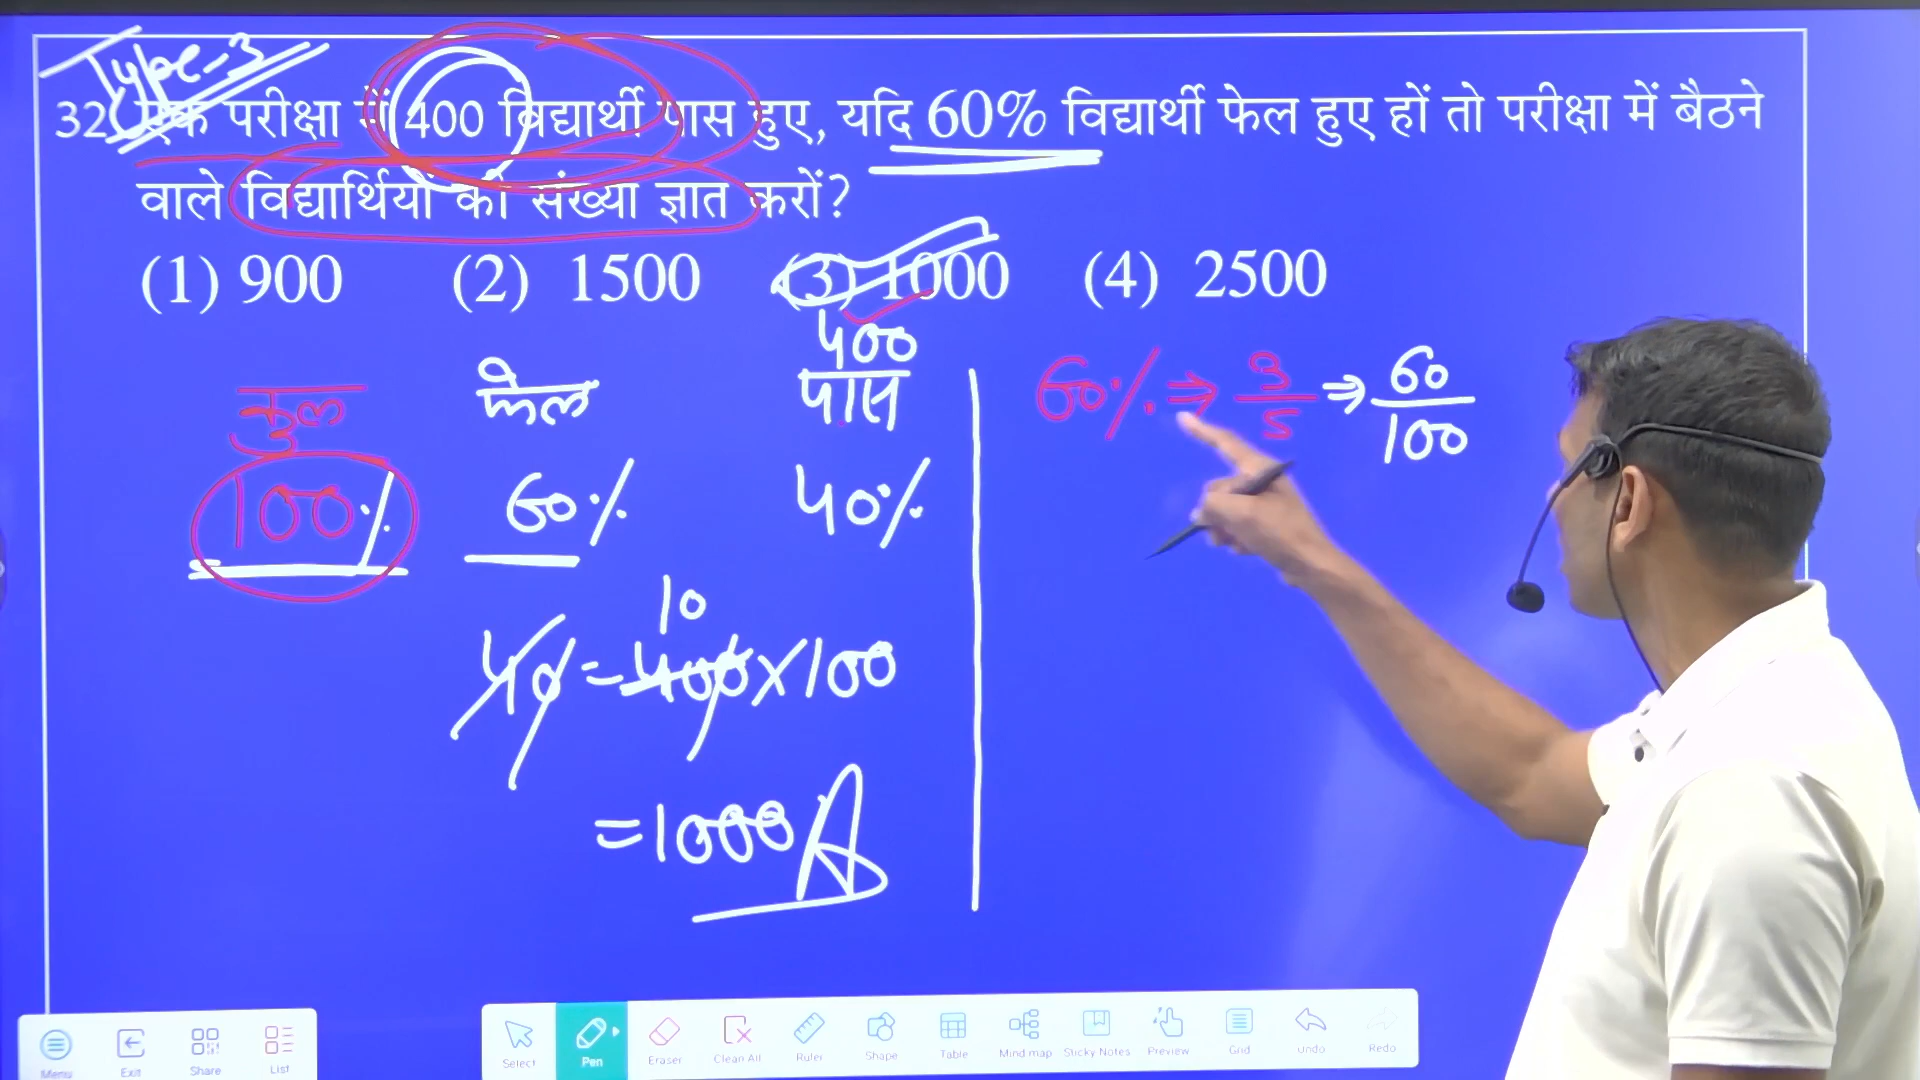 Type-3
32. एक परीक्षा में 400 विद्यार्थी पास हुए, यदि 60% विद्यार्थी फेल हुए हों तो परीक्षा में बैठने
वाले विद्यार्थियों की संख्या ज्ञात करों?
(1) 900 (2) 1500 (3) 1000 (4) 2500
400
कुल फेल पास
100% 60% 40%
60% ⇒ 3/5 ⇒ 60/100
10
40 = 400 × 100
= 1000 A
Menu Exit Share List Select Pen Eraser Clean All Ruler Shape Table Mind map Sticky Notes Preview Grid Undo Redo